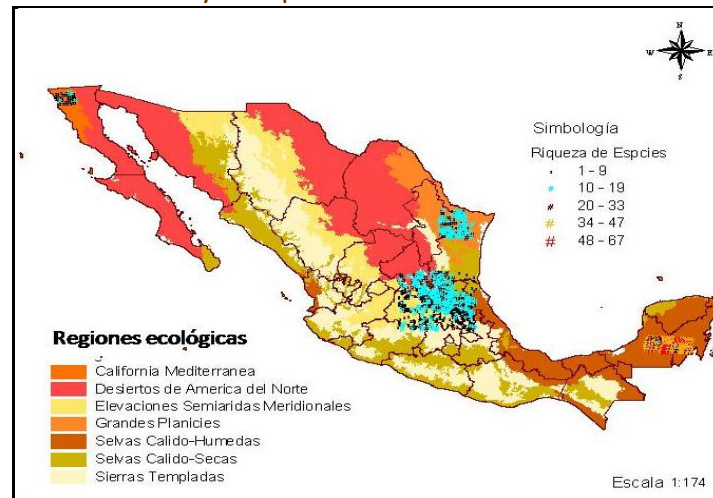 N
W E
S
Simbología
Riqueza de Espcies
1 - 9
10 - 19
20 - 33
# 34 - 47
# 48 - 67
Regiones ecológicas
California Mediterranea
Desiertos de America del Norte
Elevaciones Semiaridas Meridionales
Grandes Planicies
Selvas Calido-Humedas
Selvas Calido-Secas
Sierras Templadas
Escala 1:174